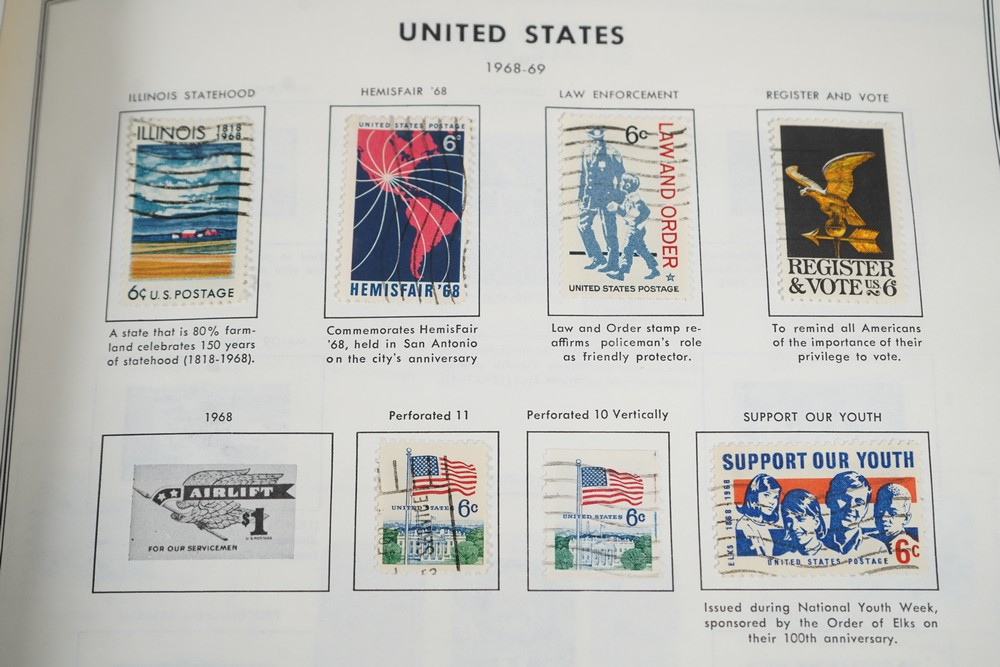 UNITED STATES
1968-69
ILLINOIS STATEHOOD
ILLINOIS 1818
1968
6¢ U.S. POSTAGE
A state that is 80% farm-
land celebrates 150 years
of statehood (1818-1968).
HEMISFAIR '68
UNITED STATES POSTAGE
6¢
HEMISFAIR '68
Commemorates HemisFair
'68, held in San Antonio
on the city's anniversary
LAW ENFORCEMENT
6¢
LAW AND ORDER
UNITED STATES POSTAGE
Law and Order stamp re-
affirms policeman's role
as friendly protector.
REGISTER AND VOTE
REGISTER
& VOTE U.S. 6¢
To remind all Americans
of the importance of their
privilege to vote.
1968
AIRLIFT
$1
U.S. POSTAGE
FOR OUR SERVICEMEN
Perforated 11
UNITED STATES 6¢
Perforated 10 Vertically
UNITED STATES 6¢
SUPPORT OUR YOUTH
SUPPORT OUR YOUTH
ELKS 1868-1968
6¢
UNITED STATES POSTAGE
Issued during National Youth Week,
sponsored by the Order of Elks on
their 100th anniversary.